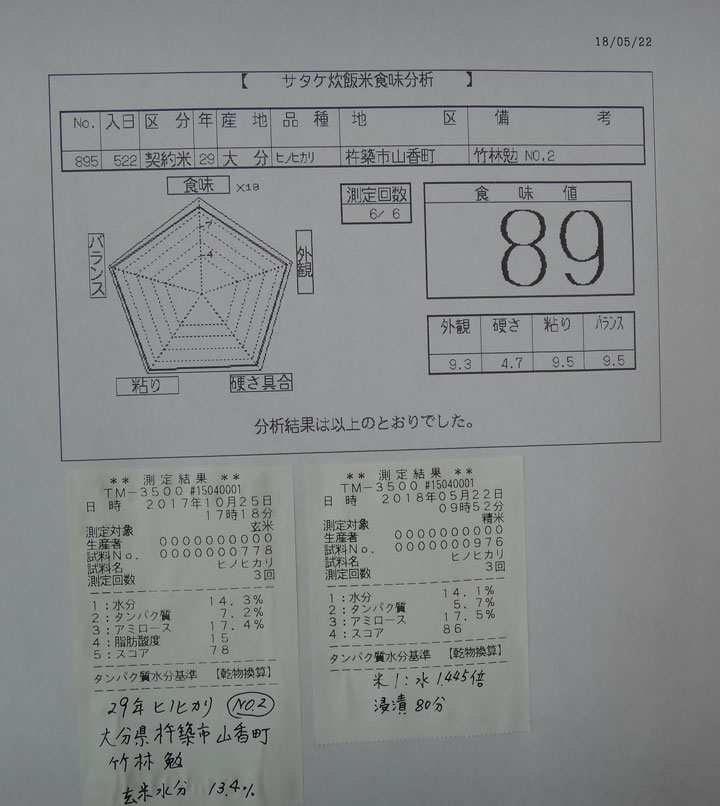 18/05/22
【 サタケ炊飯米食味分析 】
No. 入日 区分 年 産地 品種 地区 備考
895 522 契約米 29 大分 ヒノヒカリ 杵築市山香町 竹林勉 NO.2
食味 ×10
7
4
バランス
外観
粘り
硬さ具合
測定回数
6/ 6
食味値
89
外観 硬さ 粘り バランス
9.3 4.7 9.5 9.5
分析結果は以上のとおりでした。
** 測定結果 **
TM-3500 #15040001
日時 2017年10月25日
17時18分
測定対象 玄米
生産者 0000000000
試料No. 0000000778
試料名 ヒノヒカリ
測定回数 3回
1:水分 14.3%
2:タンパク質 7.2%
3:アミロース 17.4%
4:脂肪酸度 15
5:スコア 78
タンパク質水分基準 【乾物換算】
29年 ヒノヒカリ NO.2
大分県杵築市山香町
竹林 勉
玄米水分 13.4%
** 測定結果 **
TM-3500 #15040001
日時 2018年05月22日
09時52分
測定対象 精米
生産者 0000000000
試料No. 0000000976
試料名 ヒノヒカリ
測定回数 3回
1:水分 14.1%
2:タンパク質 5.7%
3:アミロース 17.5%
4:スコア 86
タンパク質水分基準 【乾物換算】
米1:水1.445倍
浸漬80分